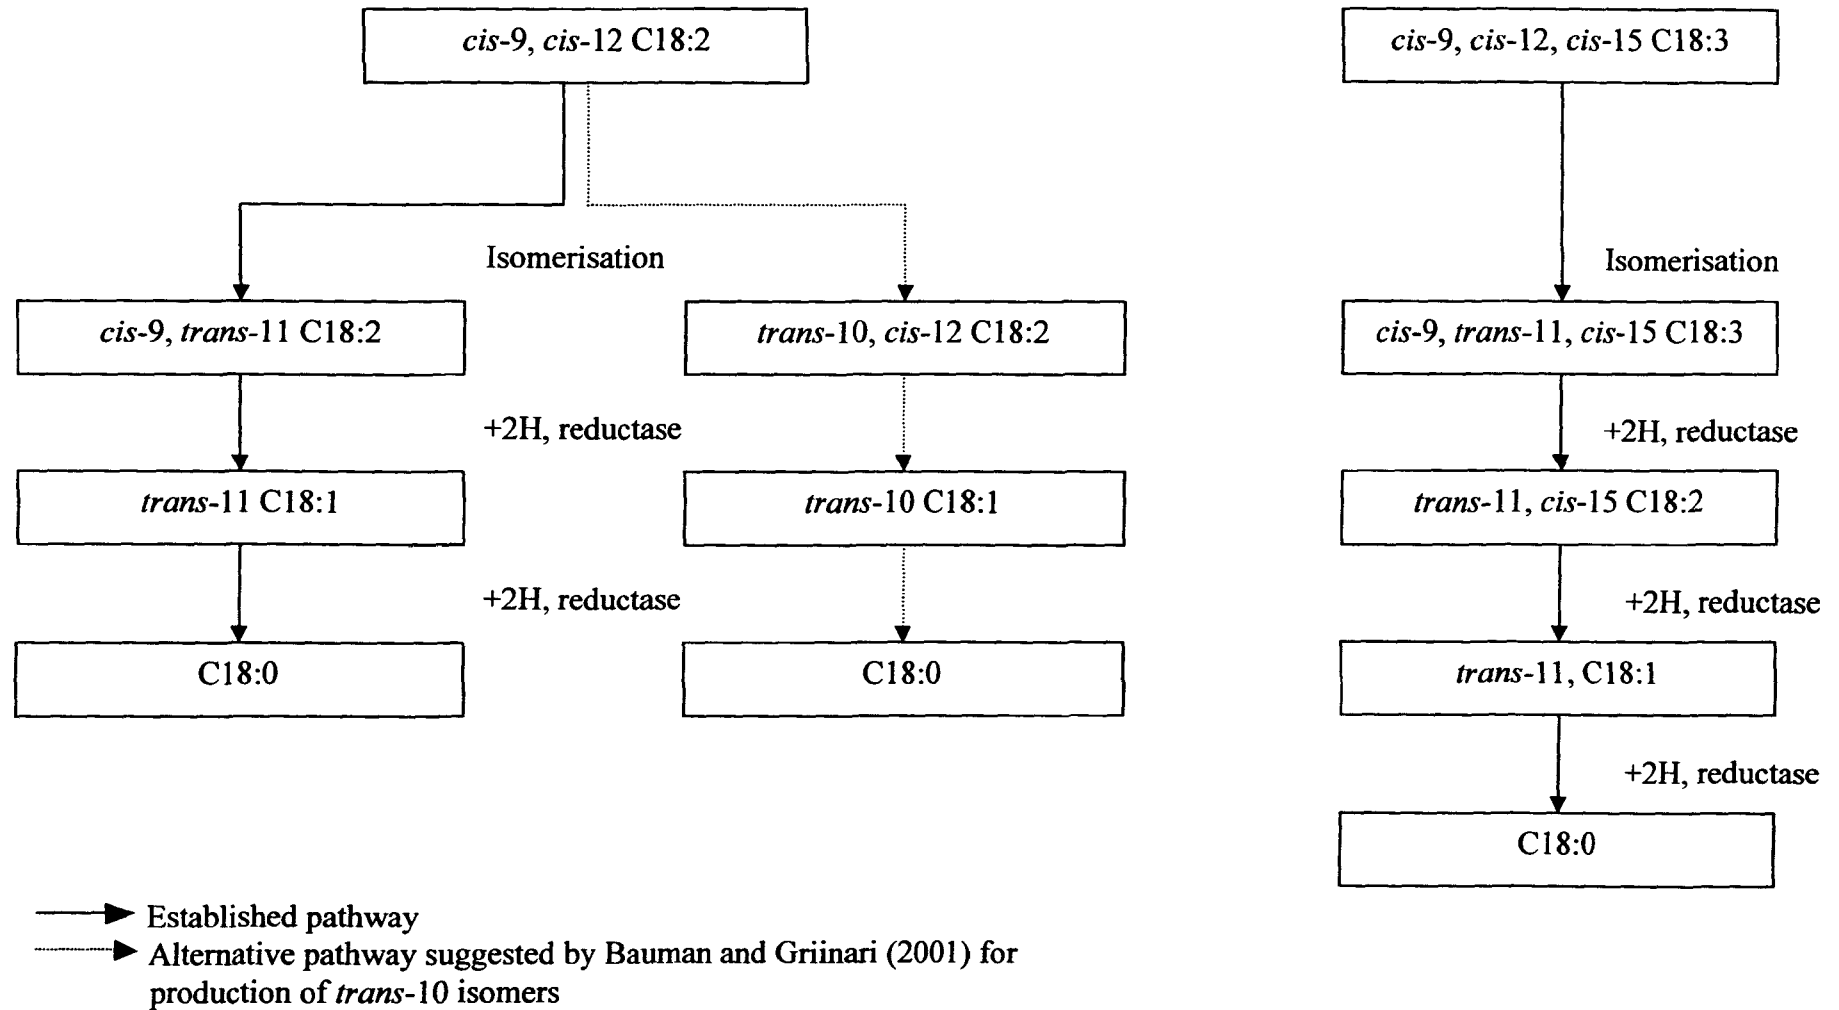 cis-9, cis-12 C18:2
cis-9, cis-12, cis-15 C18:3
Isomerisation
Isomerisation
cis-9, trans-11 C18:2
trans-10, cis-12 C18:2
cis-9, trans-11, cis-15 C18:3
+2H, reductase
+2H, reductase
trans-11 C18:1
trans-10 C18:1
trans-11, cis-15 C18:2
+2H, reductase
+2H, reductase
C18:0
C18:0
trans-11, C18:1
+2H, reductase
C18:0
Established pathway
Alternative pathway suggested by Bauman and Griinari (2001) for
production of trans-10 isomers